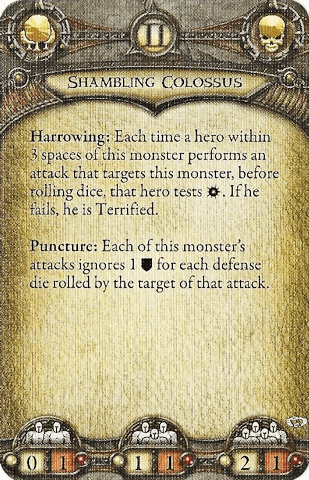 II
SHAMBLING COLOSSUS
Harrowing: Each time a hero within
3 spaces of this monster performs an
attack that targets this monster, before
rolling dice, that hero tests . If he
fails, he is Terrified.
Puncture: Each of this monster's
attacks ignores 1 for each defense
die rolled by the target of that attack.
0 1 1 1 2 1